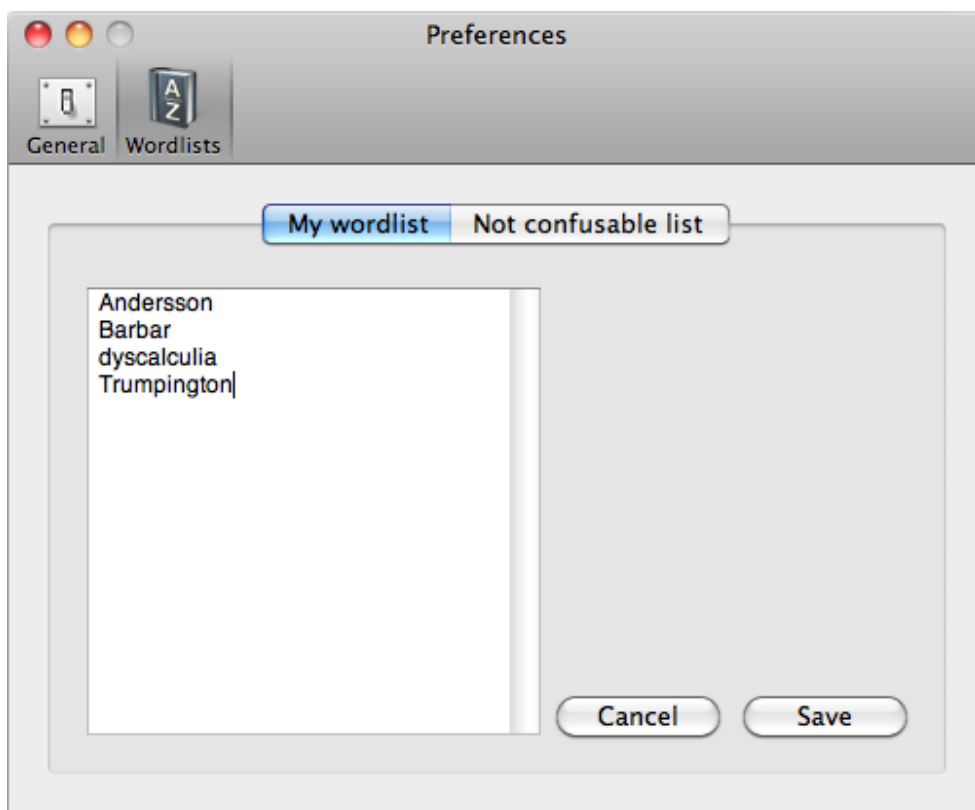 Preferences
A
Z
General Wordlists
My wordlist Not confusable list
Andersson
Barbar
dyscalculia
Trumpington
Cancel Save